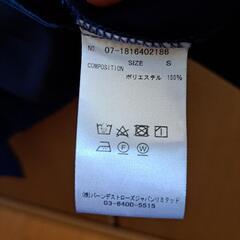 NO. 07-1816402186
SIZE S
COMPOSITION
ポリエステル 100%
(株)バーンデストローズジャパンリミテッド
03-6400-5515